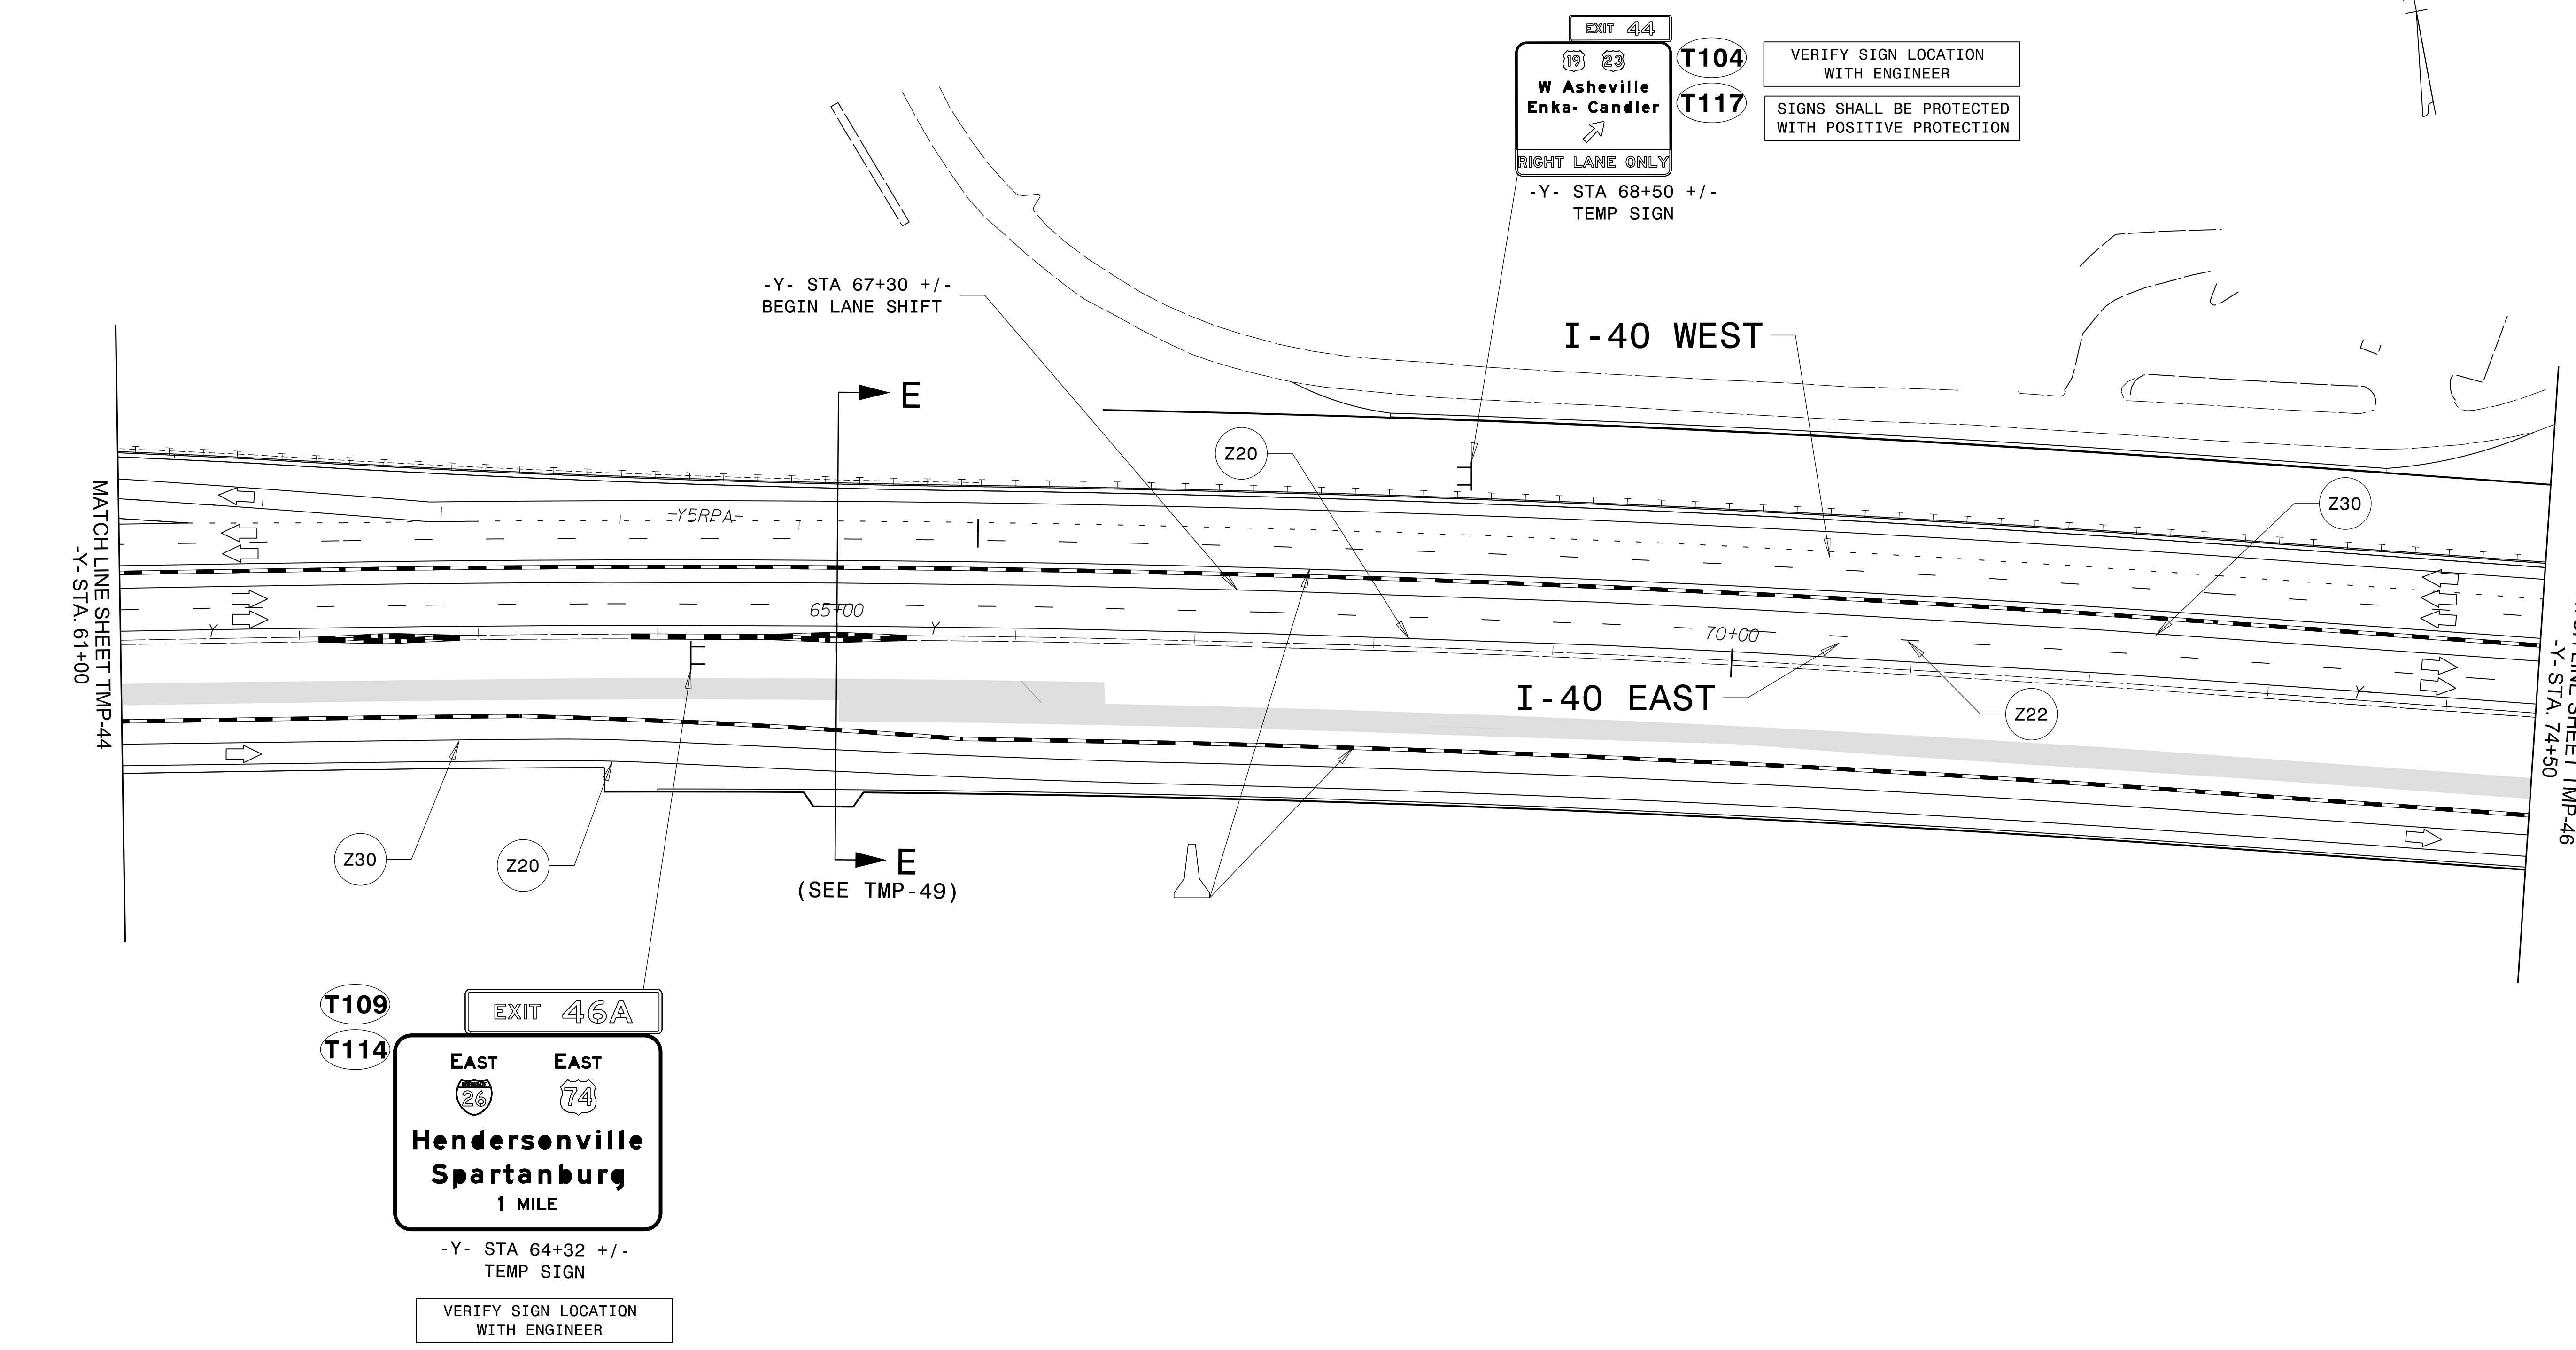 EXIT 44
19 23
W Asheville
Enka- Candler
RIGHT LANE ONLY
T104
T117
VERIFY SIGN LOCATION
WITH ENGINEER
SIGNS SHALL BE PROTECTED
WITH POSITIVE PROTECTION
-Y- STA 68+50 +/-
TEMP SIGN
-Y- STA 67+30 +/-
BEGIN LANE SHIFT
I-40 WEST
E
Z20
Z30
-Y5RPA-
MATCH LINE SHEET TMP-44
-Y- STA. 61+00
65+00
Y
-Y-
70+00
Y
I-40 EAST
Z22
LINE SHEET TMP-46
-Y- STA. 74+50
Z30
Z20
E
(SEE TMP-49)
T109
T114
EXIT 46A
EAST EAST
26 74
Hendersonville
Spartanburg
1 MILE
-Y- STA 64+32 +/-
TEMP SIGN
VERIFY SIGN LOCATION
WITH ENGINEER